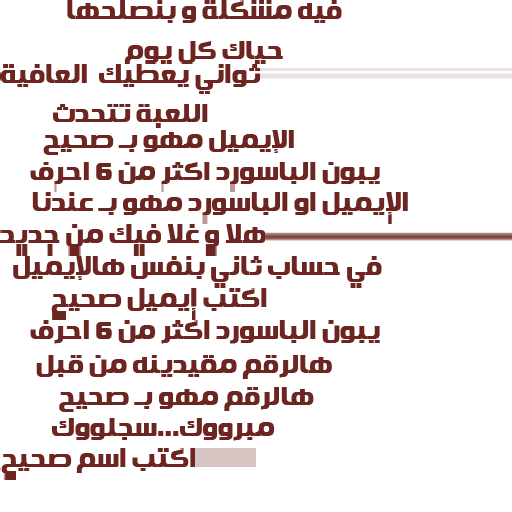 فيه مشكلة و بنصلحها
حياك كل يوم
ثواني يعطيك العافية
اللعبة تتحدث
الإيميل مهو بـ صحيح
يبون الباسورد اكثر من 6 احرف
الإيميل او الباسورد مهو بـ عندنا
هلا و غلا فيك من جديد
في حساب ثاني بنفس هالإيميل
اكتب إيميل صحيح
يبون الباسورد اكثر من 6 احرف
هالرقم مقيدينه من قبل
هالرقم مهو بـ صحيح
مبرووك...سجلووك
اكتب اسم صحيح